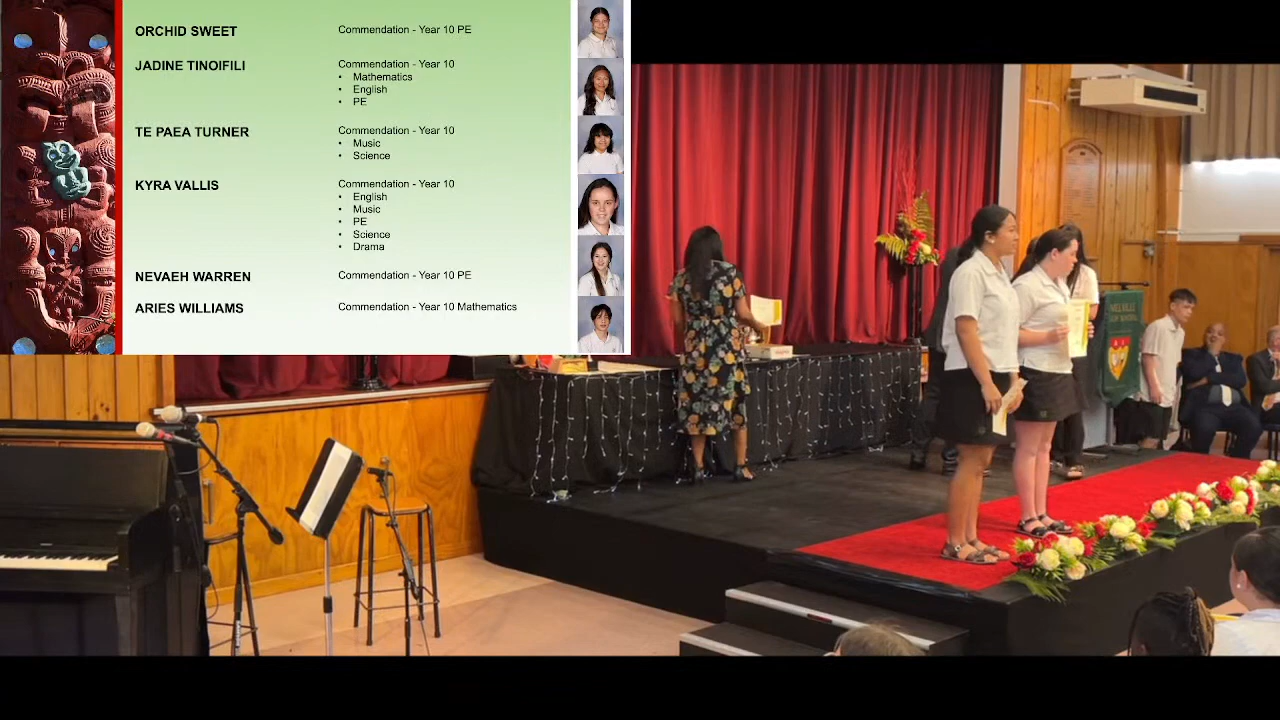 ORCHID SWEET Commendation - Year 10 PE
JADINE TINOIFILI Commendation - Year 10
• Mathematics
• English
• PE
TE PAEA TURNER Commendation - Year 10
• Music
• Science
KYRA VALLIS Commendation - Year 10
• English
• Music
• PE
• Science
• Drama
NEVAEH WARREN Commendation - Year 10 PE
ARIES WILLIAMS Commendation - Year 10 Mathematics